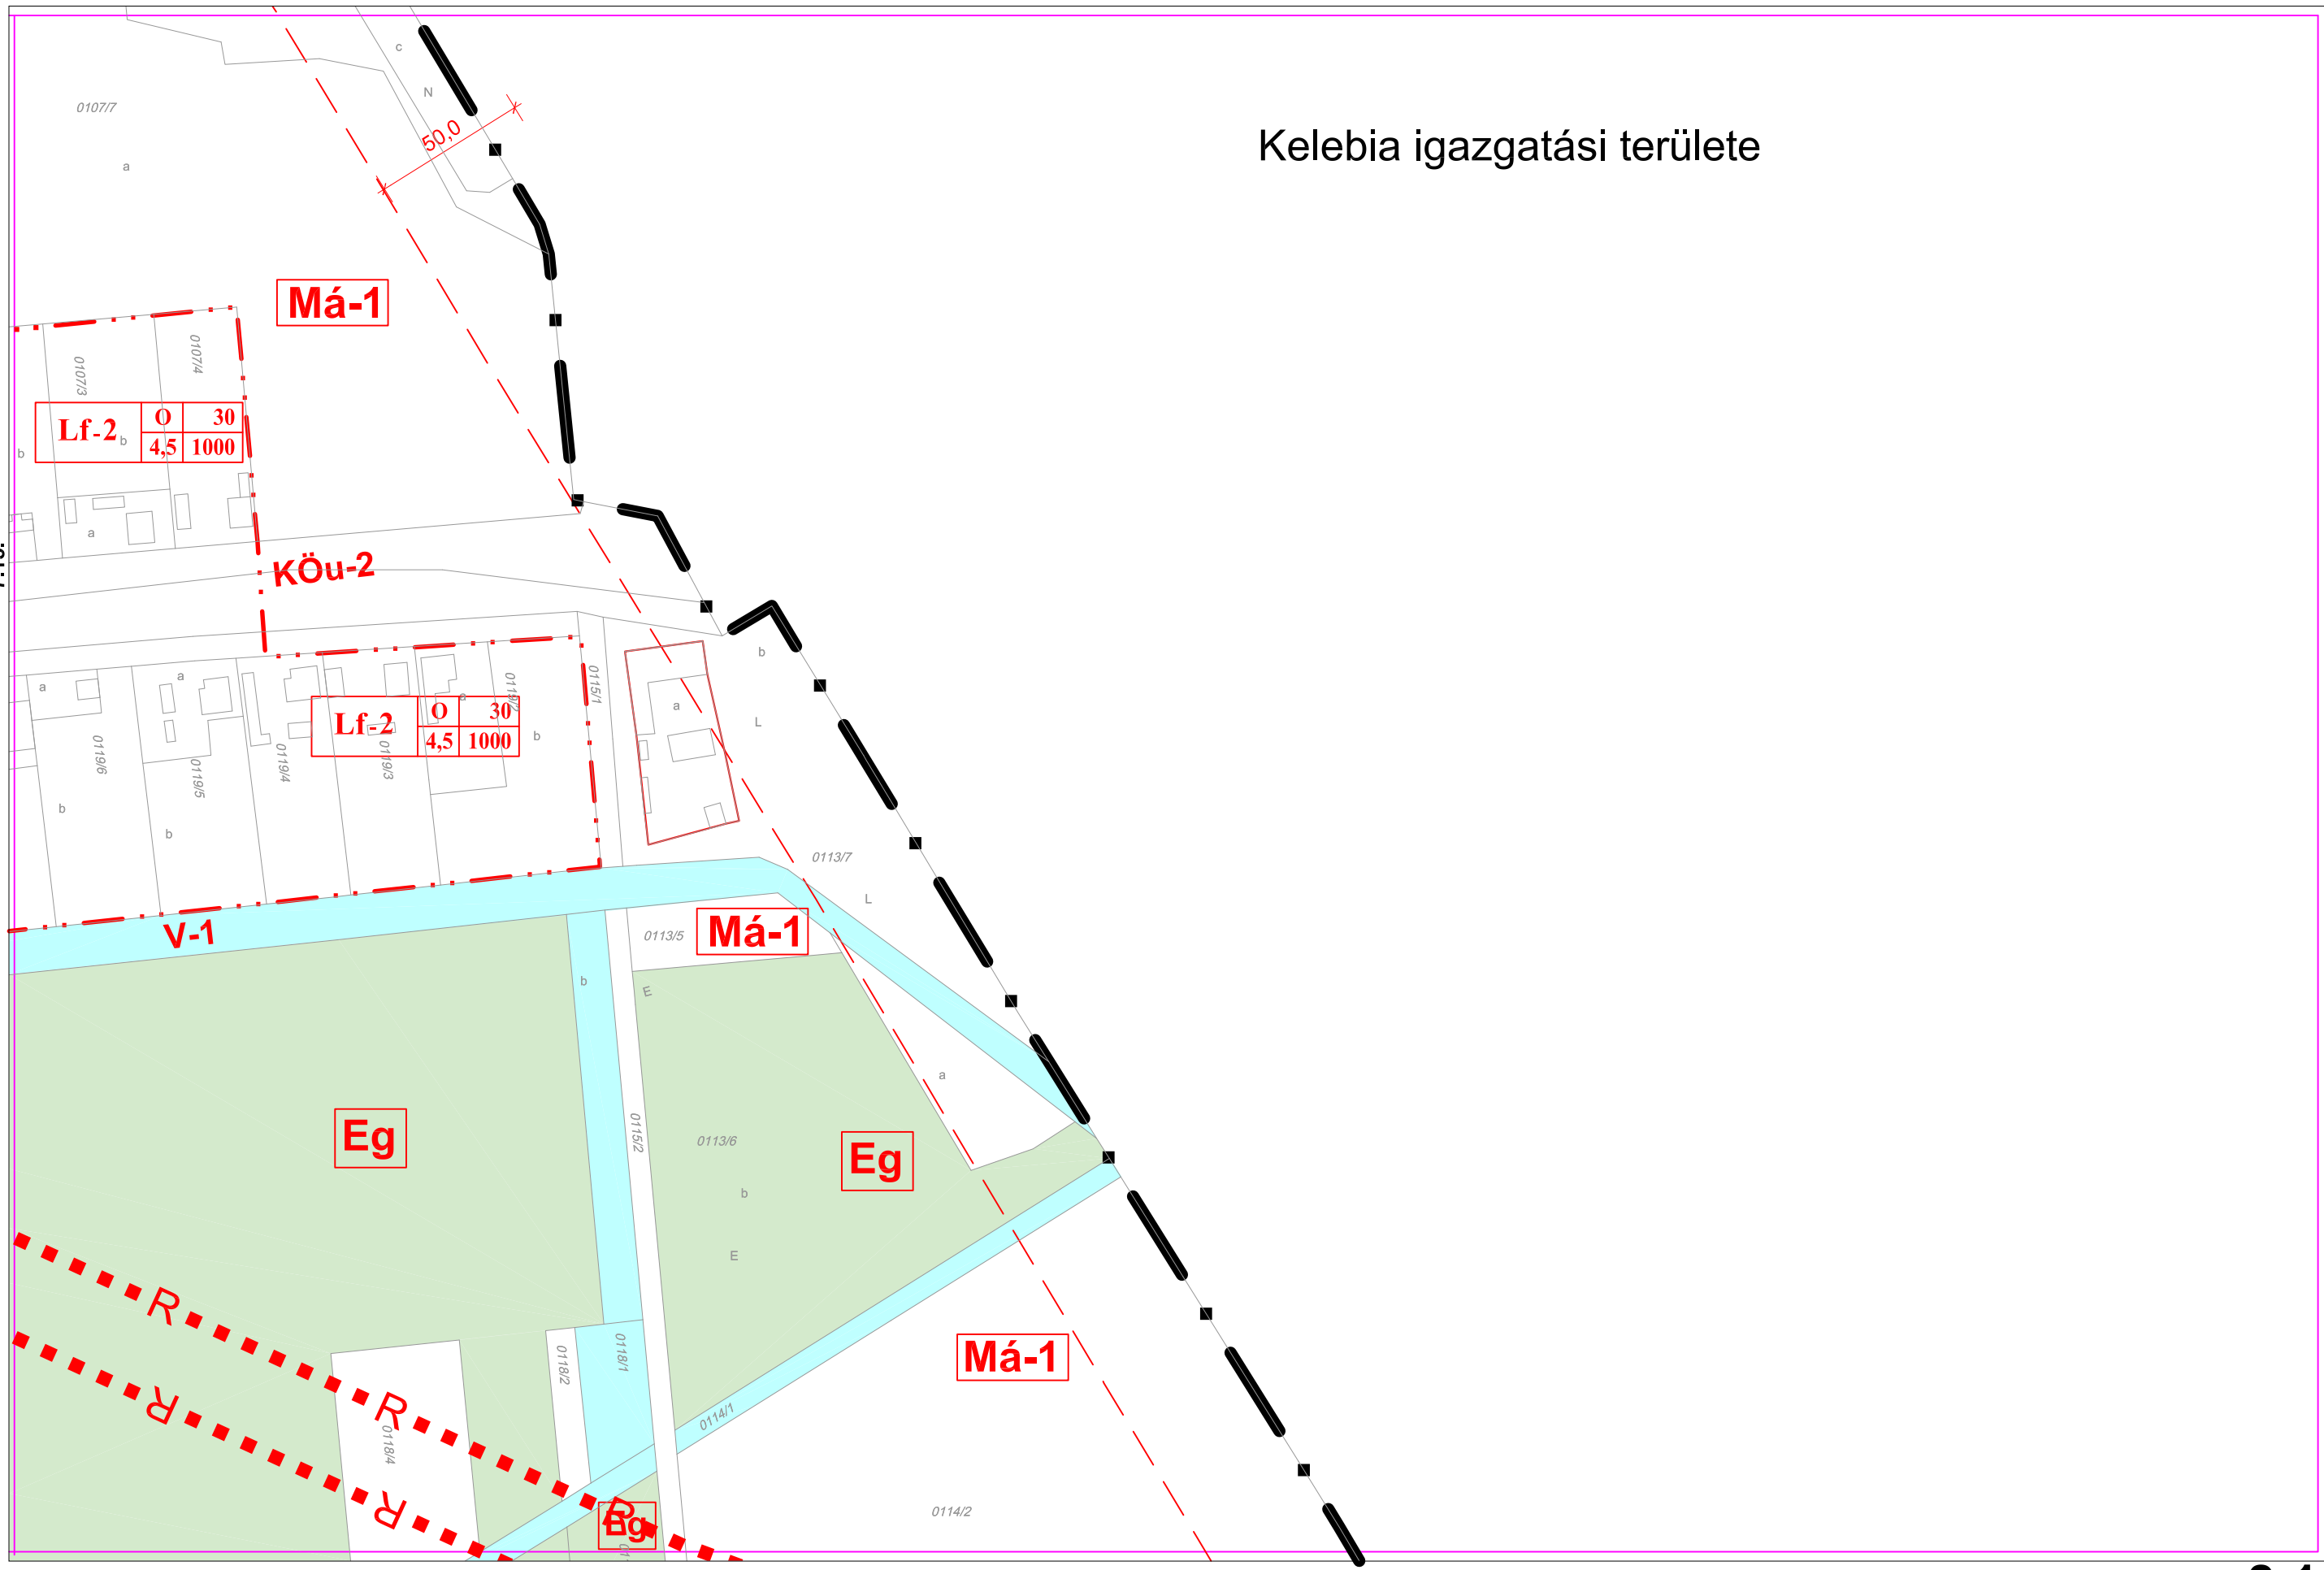 c
N
0107/7
a
50,0
Kelebia igazgatási területe
Má-1
0107/3
0107/4
Lf-2 O 30
4,5 1000
b
b
a
KÖu-2
a
a
0119/6
0119/5
0119/4
0119/3
0119/2
a
b
Lf-2 O 30
4,5 1000
0115/1
a
b
L
b
b
0113/7
L
V-1
0113/5
Má-1
b
E
a
Eg
0115/2
0113/6
Eg
b
E
R
R
R
R
0118/4
0118/2
0118/1
0114/1
Má-1
R
Eg
0114/2